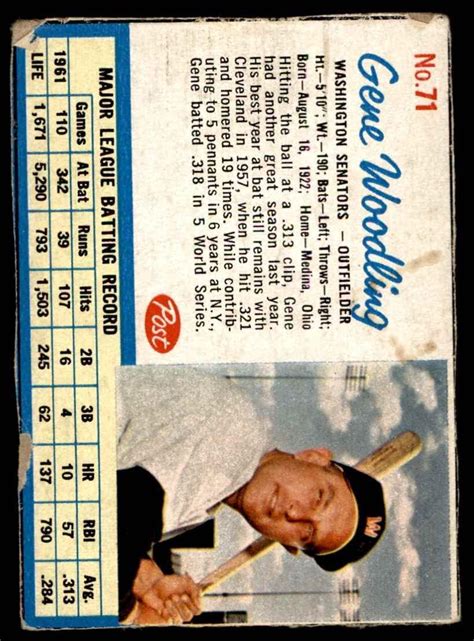 No. 71
Gene Woodling
WASHINGTON SENATORS — OUTFIELDER
Ht.—5'10"; Wt.—190; Bats—Left; Throws—Right;
Born—August 16, 1922; Home—Medina, Ohio
Hitting the ball at a .313 clip, Gene
had another great season last year.
His best year at bat still remains with
Cleveland in 1957, when he hit .321
and homered 19 times. While contrib-
uting to 5 pennants in 6 years at N.Y.,
Gene batted .318 in 5 World Series.
Post
W
MAJOR LEAGUE BATTING RECORD
Games At Bat Runs Hits 2B 3B HR RBI Avg.
1961 110 342 39 107 16 4 10 57 .313
LIFE 1,671 5,290 793 1,503 245 62 137 790 .284